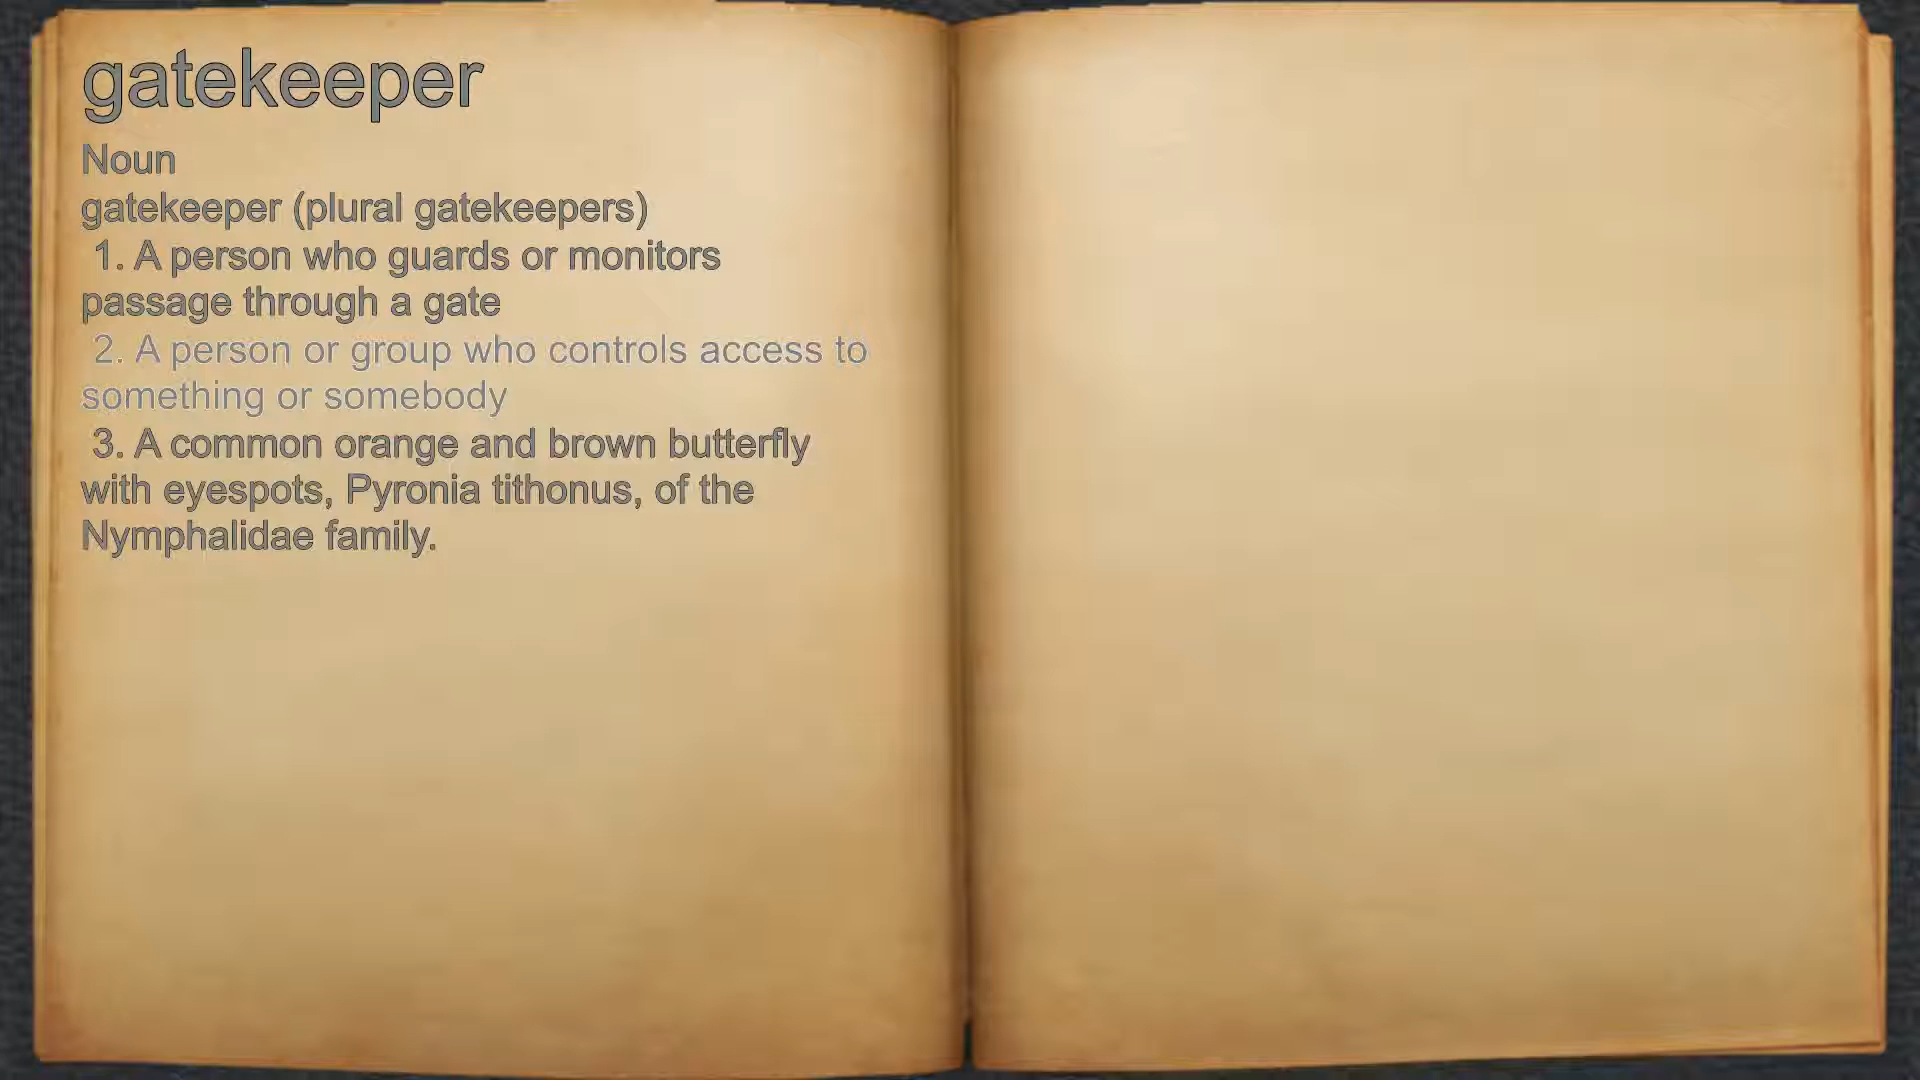 gatekeeper
Noun
gatekeeper (plural gatekeepers)
1. A person who guards or monitors
passage through a gate
2. A person or group who controls access to
something or somebody
3. A common orange and brown butterfly
with eyespots, Pyronia tithonus, of the
Nymphalidae family.